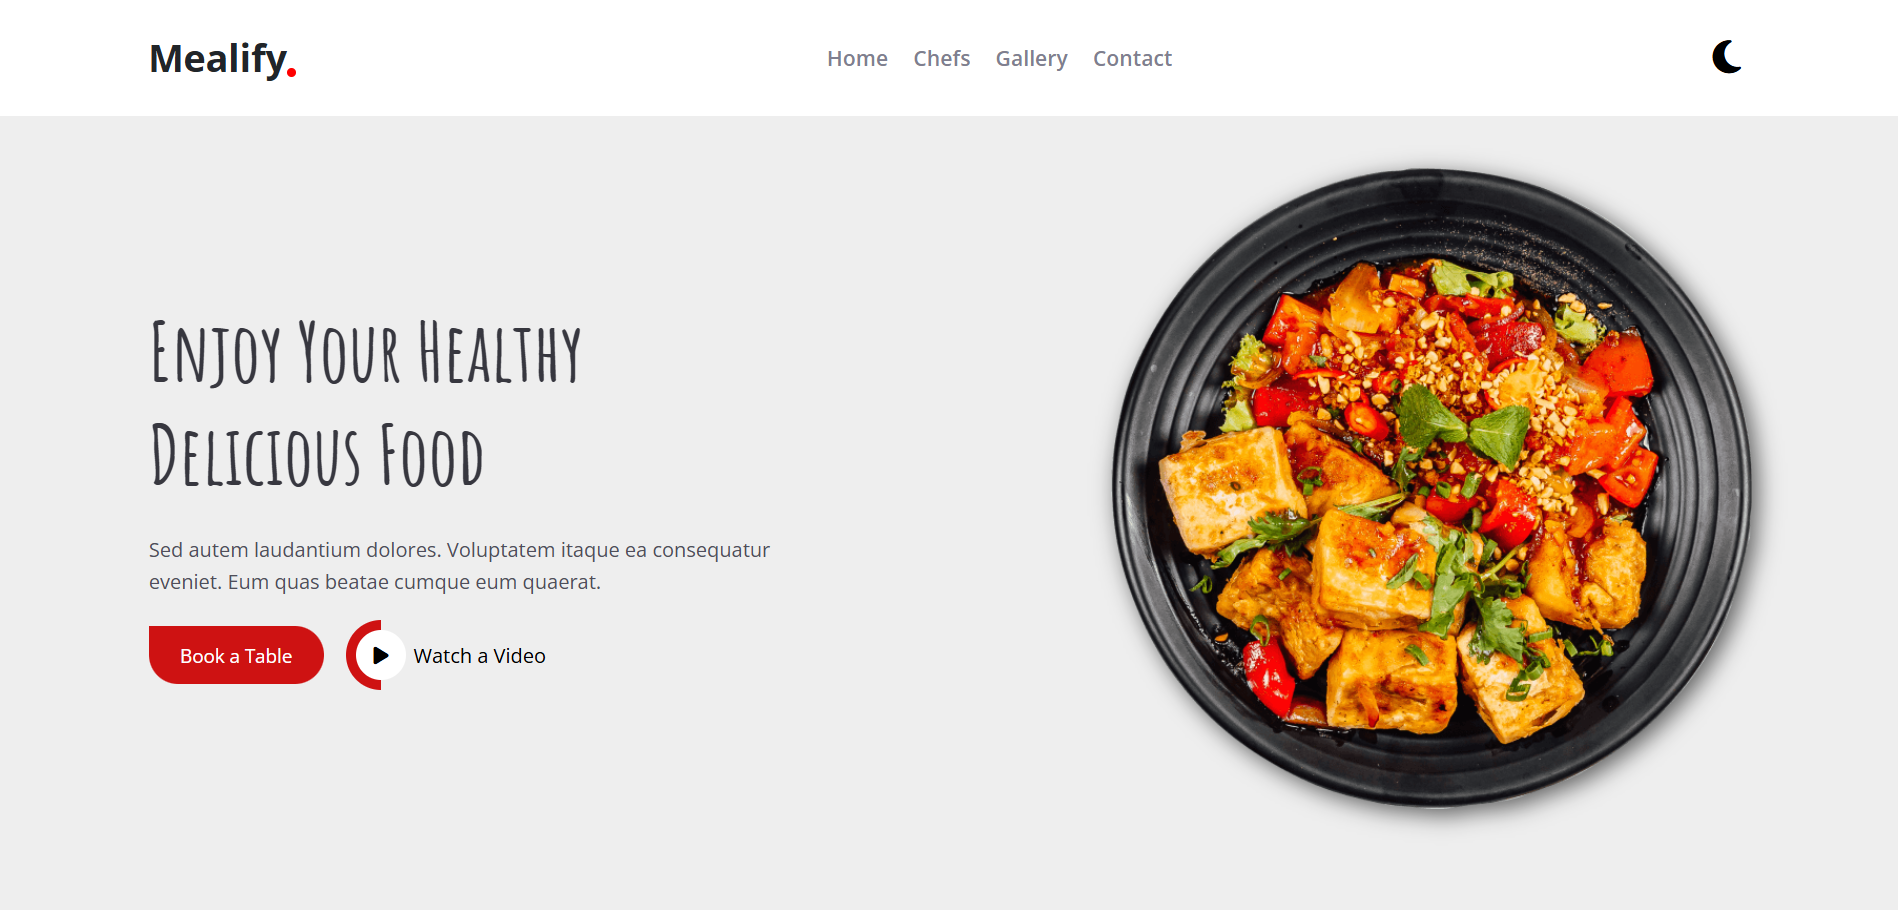 Mealify.
Home Chefs Gallery Contact
Enjoy Your Healthy
Delicious Food
Sed autem laudantium dolores. Voluptatem itaque ea consequatur
eveniet. Eum quas beatae cumque eum quaerat.
Book a Table Watch a Video